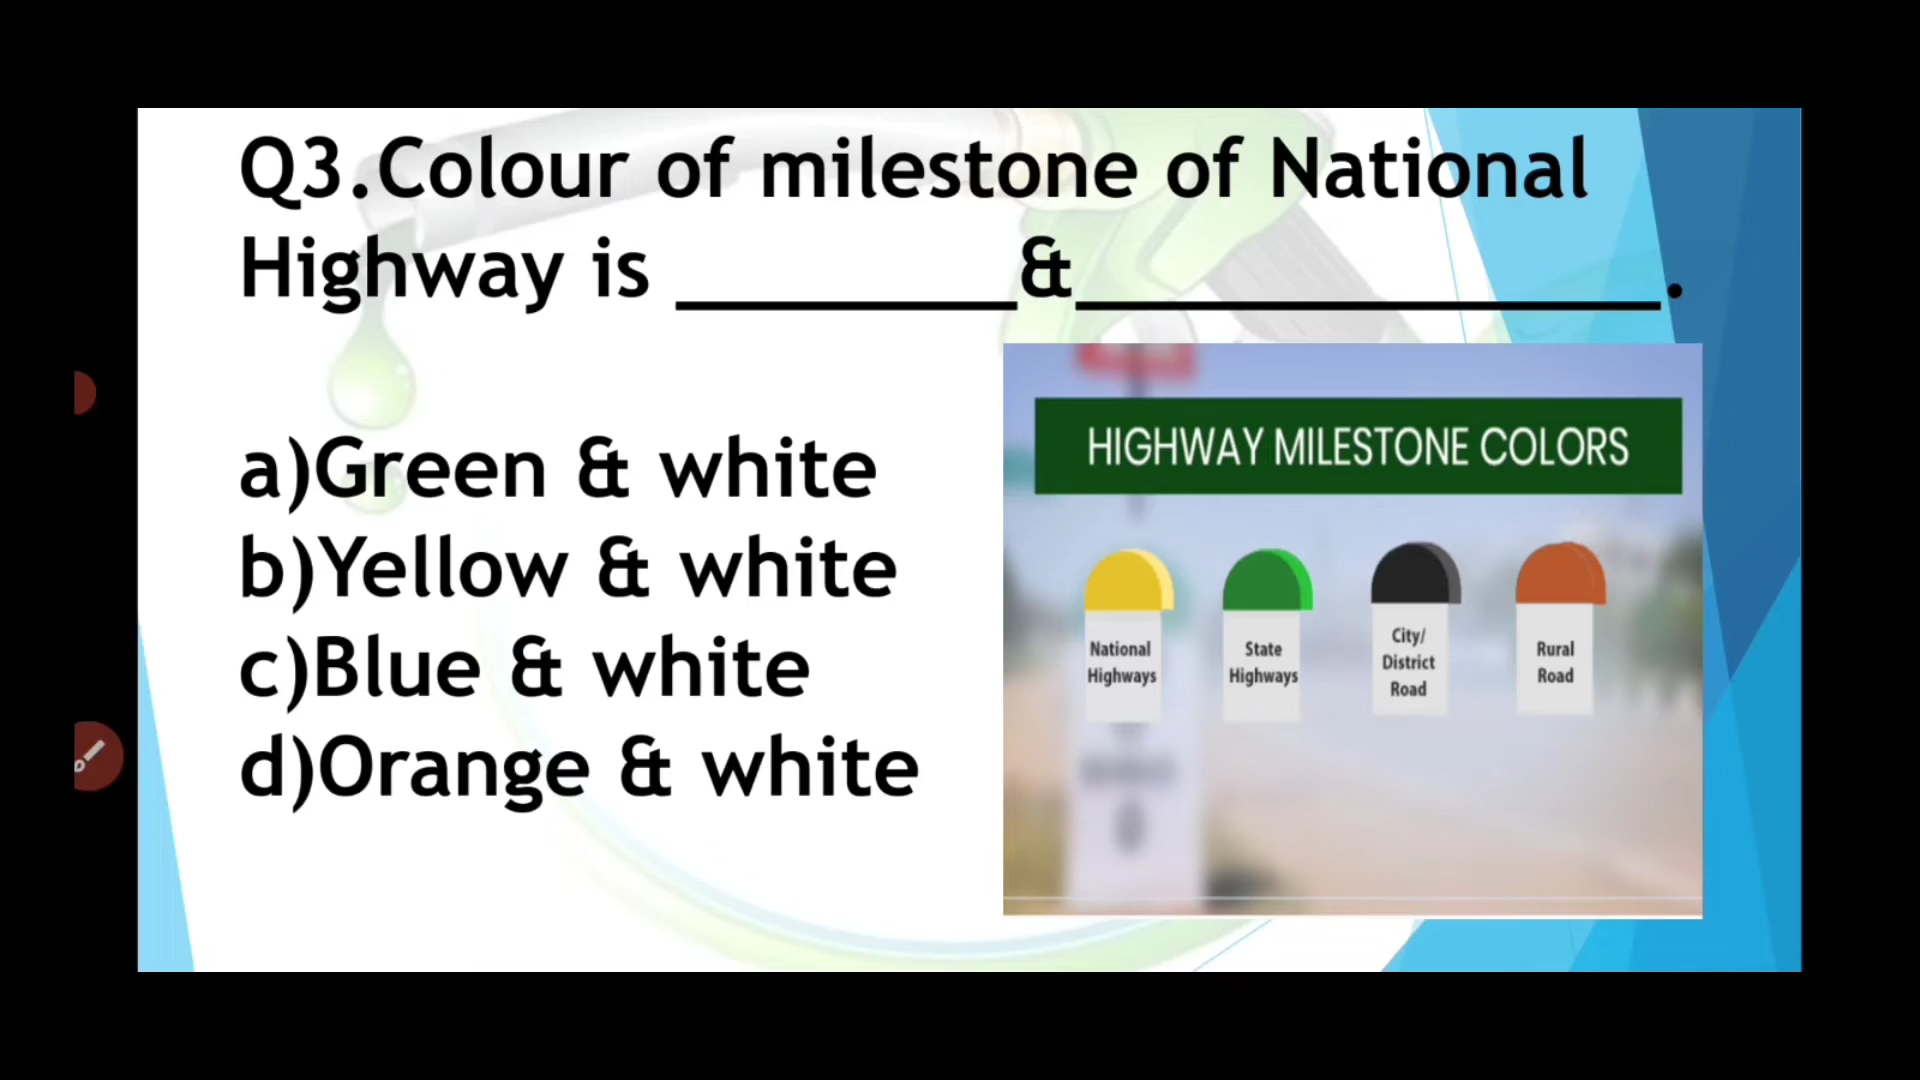 Q3.Colour of milestone of National
Highway is ________&______________.
a)Green & white
b)Yellow & white
c)Blue & white
d)Orange & white
HIGHWAY MILESTONE COLORS
National
Highways
State
Highways
City/
District
Road
Rural
Road